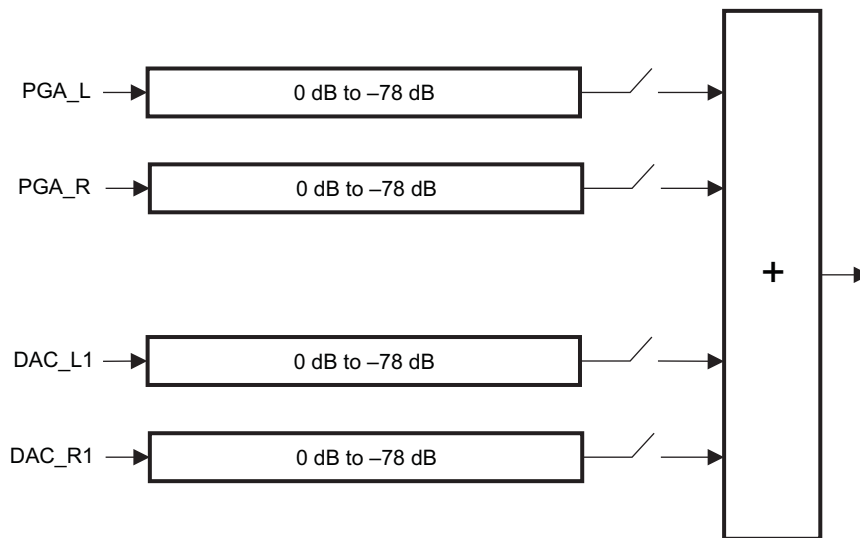 PGA_L
0 dB to –78 dB
PGA_R
0 dB to –78 dB
+
DAC_L1
0 dB to –78 dB
DAC_R1
0 dB to –78 dB